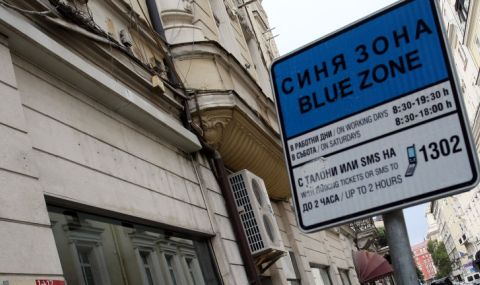 СИНЯ ЗОНА
BLUE ZONE
В РАБОТНИ ДНИ / ON WORKING DAYS 8:30-19:30 h
В СЪБОТА / ON SATURDAYS 8:30-18:00 h
С ТАЛОНИ ИЛИ SMS НА 1302
WITH PARKING TICKETS OR SMS TO
ДО 2 ЧАСА / UP TO 2 HOURS